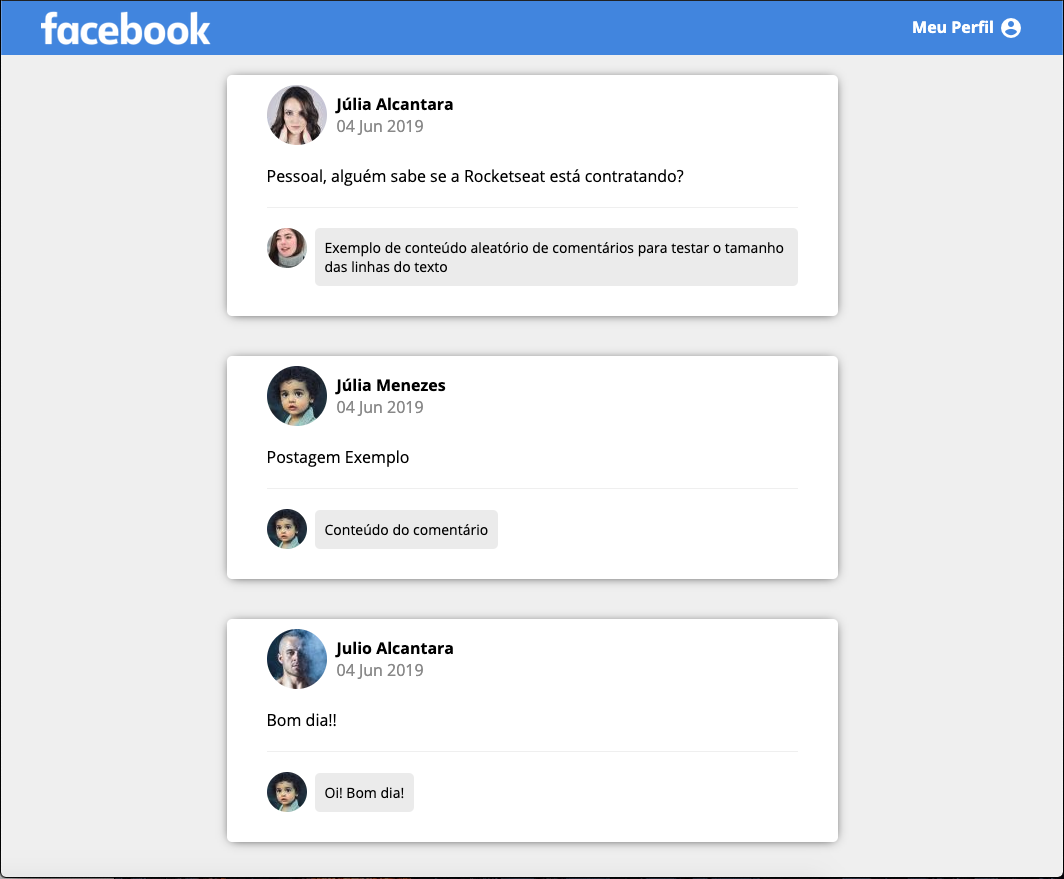 facebook
Meu Perfil
Júlia Alcantara
04 Jun 2019
Pessoal, alguém sabe se a Rocketseat está contratando?
Exemplo de conteúdo aleatório de comentários para testar o tamanho
das linhas do texto
Júlia Menezes
04 Jun 2019
Postagem Exemplo
Conteúdo do comentário
Julio Alcantara
04 Jun 2019
Bom dia!!
Oi! Bom dia!